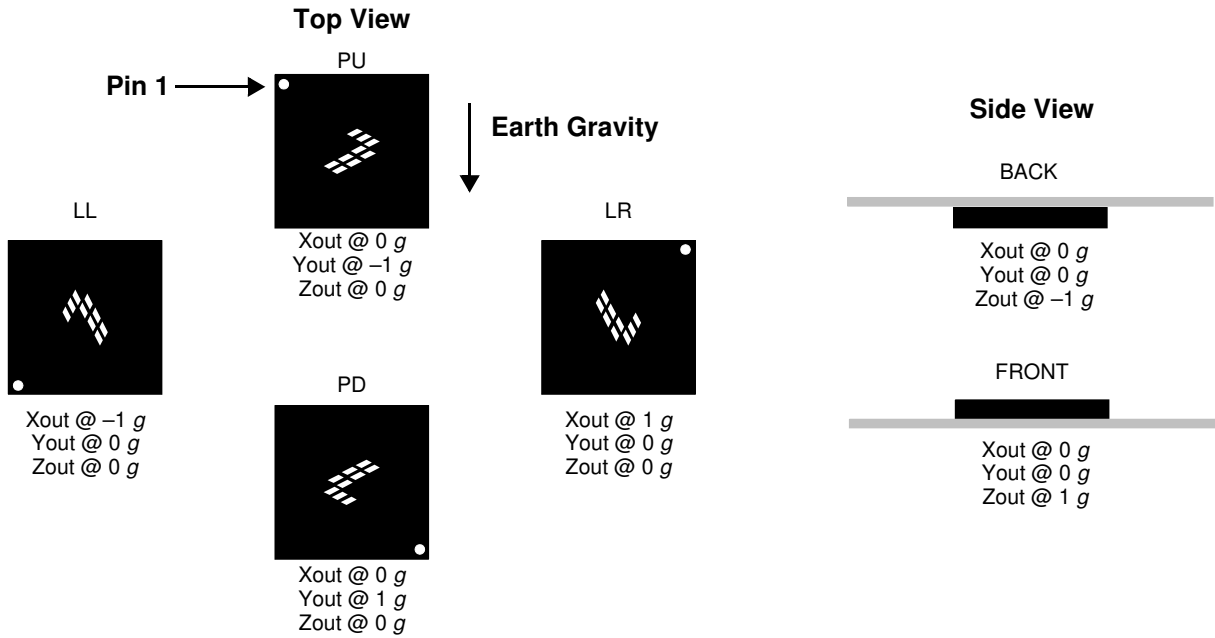 Top View
PU
Pin 1
Earth Gravity
Xout @ 0 g
Yout @ –1 g
Zout @ 0 g
LL
Xout @ –1 g
Yout @ 0 g
Zout @ 0 g
LR
Xout @ 1 g
Yout @ 0 g
Zout @ 0 g
PD
Xout @ 0 g
Yout @ 1 g
Zout @ 0 g
Side View
BACK
Xout @ 0 g
Yout @ 0 g
Zout @ –1 g
FRONT
Xout @ 0 g
Yout @ 0 g
Zout @ 1 g